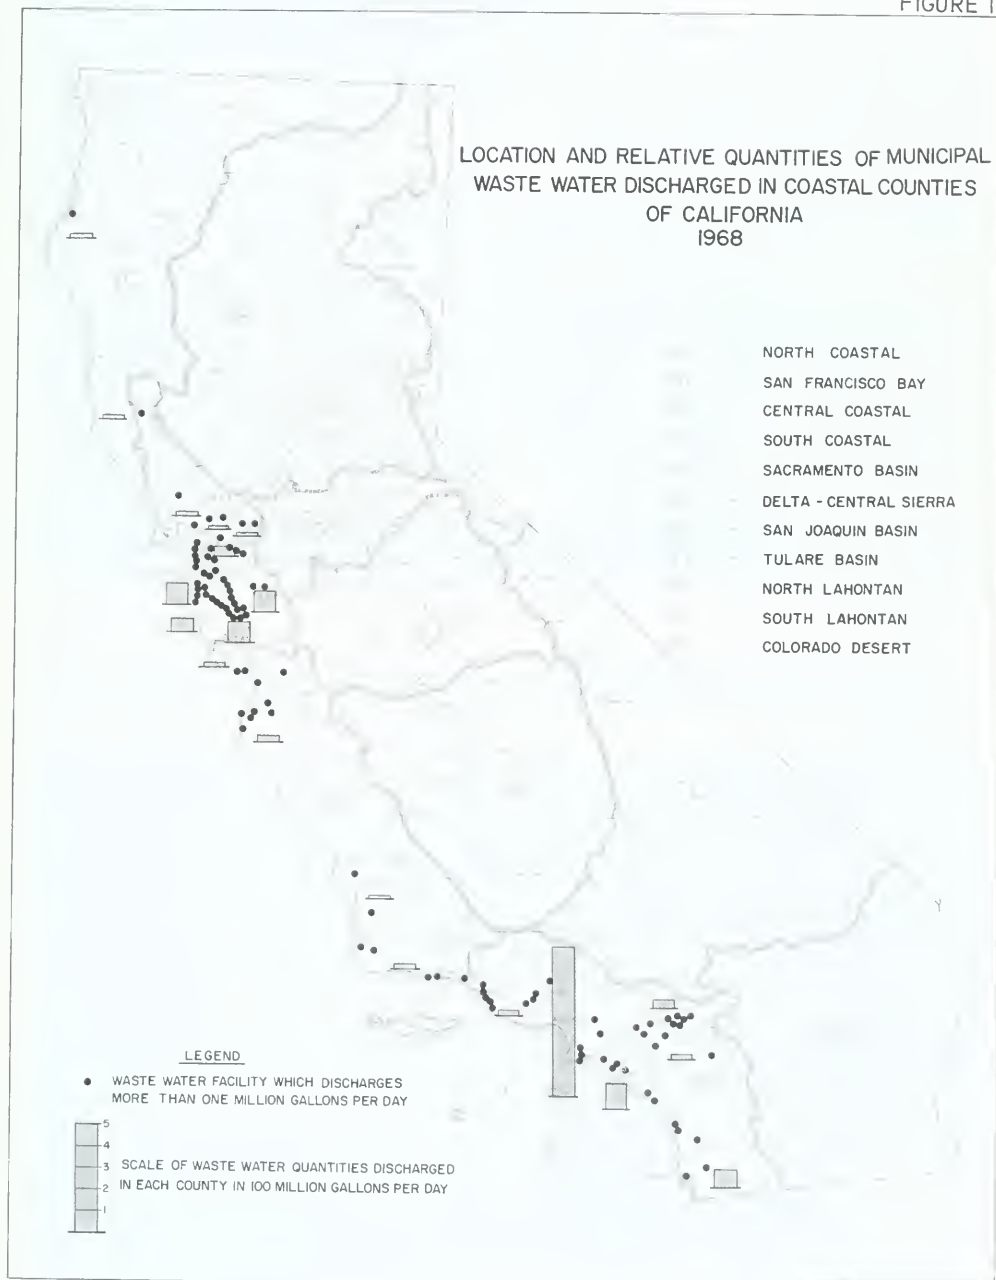 FIGURE 1
LOCATION AND RELATIVE QUANTITIES OF MUNICIPAL
WASTE WATER DISCHARGED IN COASTAL COUNTIES
OF CALIFORNIA
1968
NORTH COASTAL
SAN FRANCISCO BAY
CENTRAL COASTAL
SOUTH COASTAL
SACRAMENTO BASIN
DELTA - CENTRAL SIERRA
SAN JOAQUIN BASIN
TULARE BASIN
NORTH LAHONTAN
SOUTH LAHONTAN
COLORADO DESERT
LEGEND
WASTE WATER FACILITY WHICH DISCHARGES
MORE THAN ONE MILLION GALLONS PER DAY
5
4
3
2
1
SCALE OF WASTE WATER QUANTITIES DISCHARGED
IN EACH COUNTY IN 100 MILLION GALLONS PER DAY